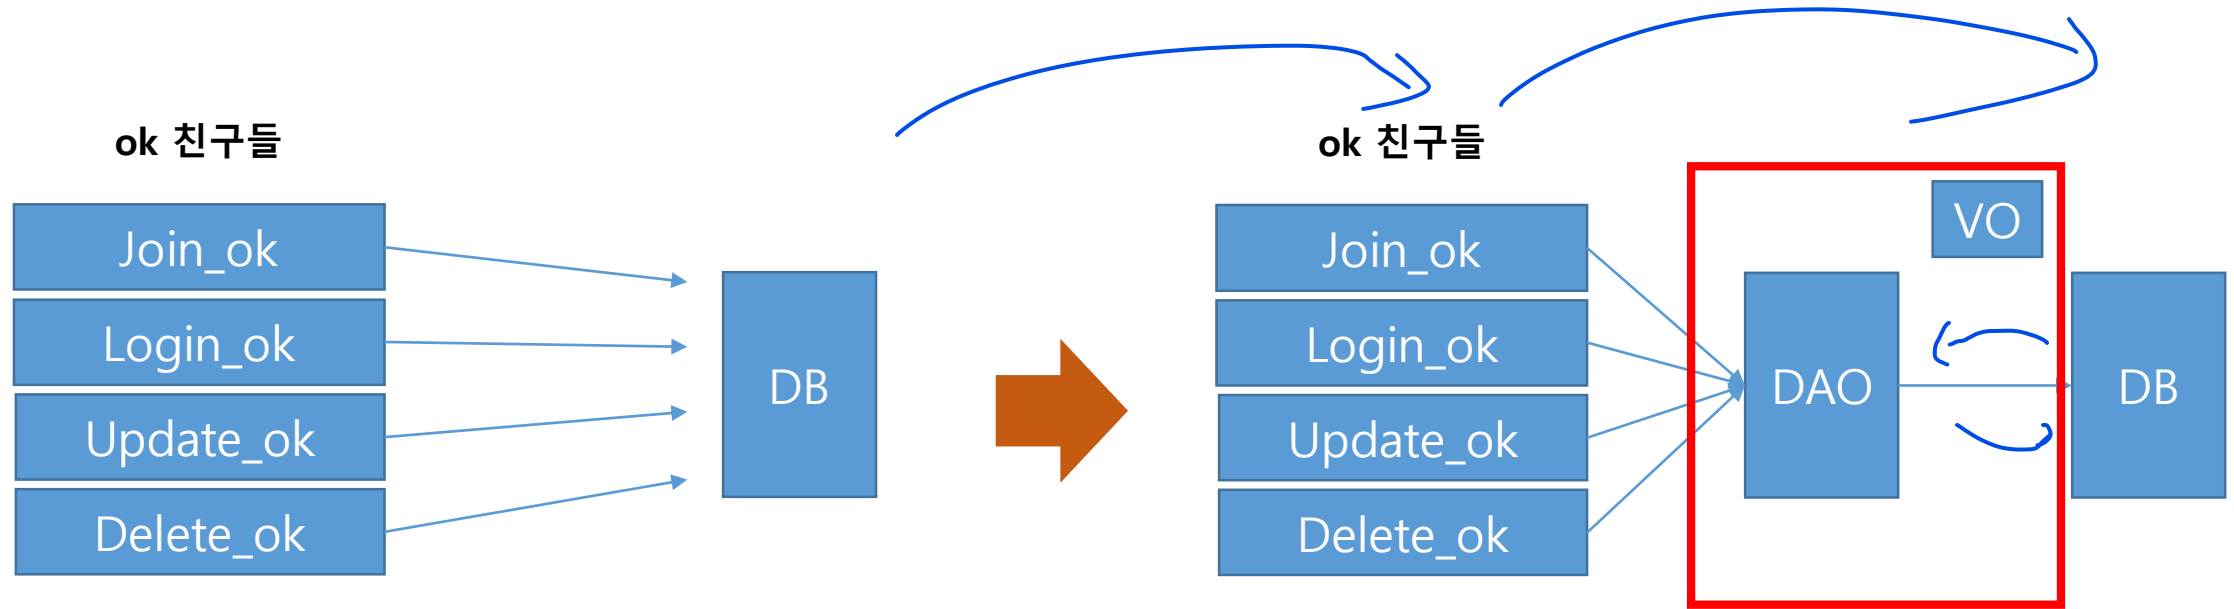 ok 친구들
Join_ok
Login_ok
Update_ok
Delete_ok
DB
ok 친구들
Join_ok
Login_ok
Update_ok
Delete_ok
VO
DAO
DB